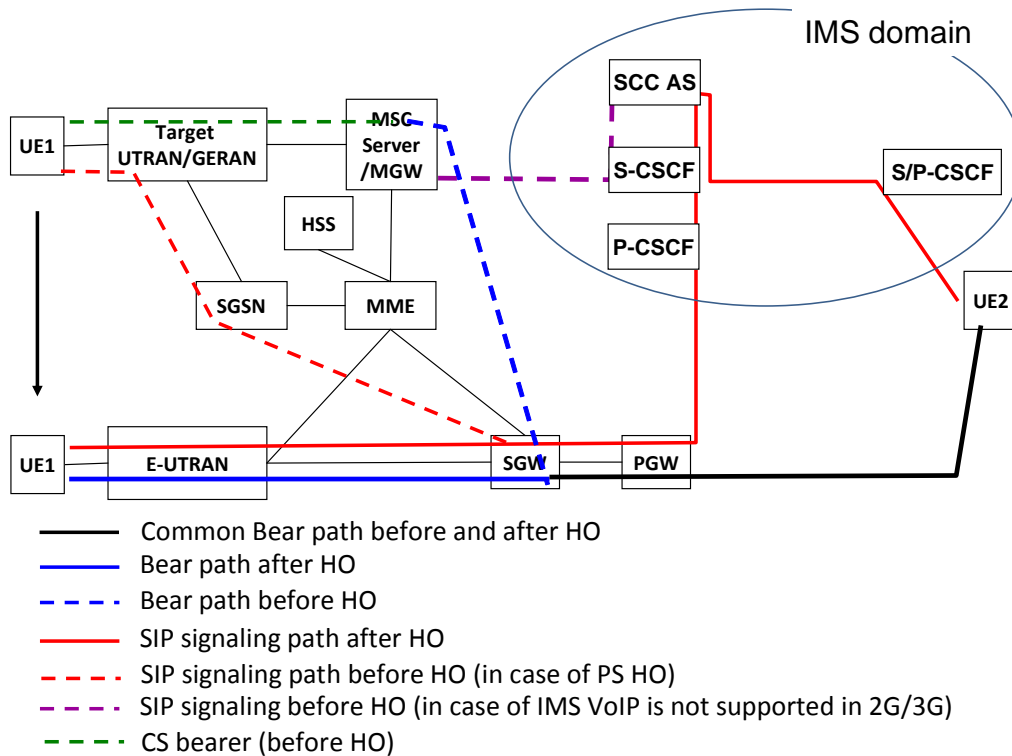 IMS domain
SCC AS
UE1
Target
UTRAN/GERAN
MSC
Server
/MGW
S-CSCF
S/P-CSCF
HSS
P-CSCF
SGSN
MME
UE2
UE1
E-UTRAN
SGW
PGW
Common Bear path before and after HO
Bear path after HO
Bear path before HO
SIP signaling path after HO
SIP signaling path before HO (in case of PS HO)
SIP signaling before HO (in case of IMS VoIP is not supported in 2G/3G)
CS bearer (before HO)